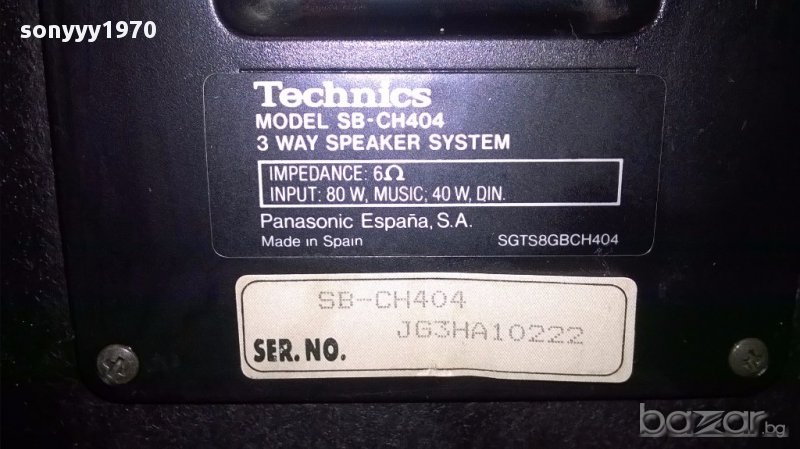 sonyyy1970
Technics
MODEL SB-CH404
3 WAY SPEAKER SYSTEM
IMPEDANCE: 6Ω
INPUT: 80 W, MUSIC; 40 W, DIN.
Panasonic España, S.A.
Made in Spain SGTS8GBCH404
SB-CH404
JG3HA10222
SER. NO.
bazar.bg